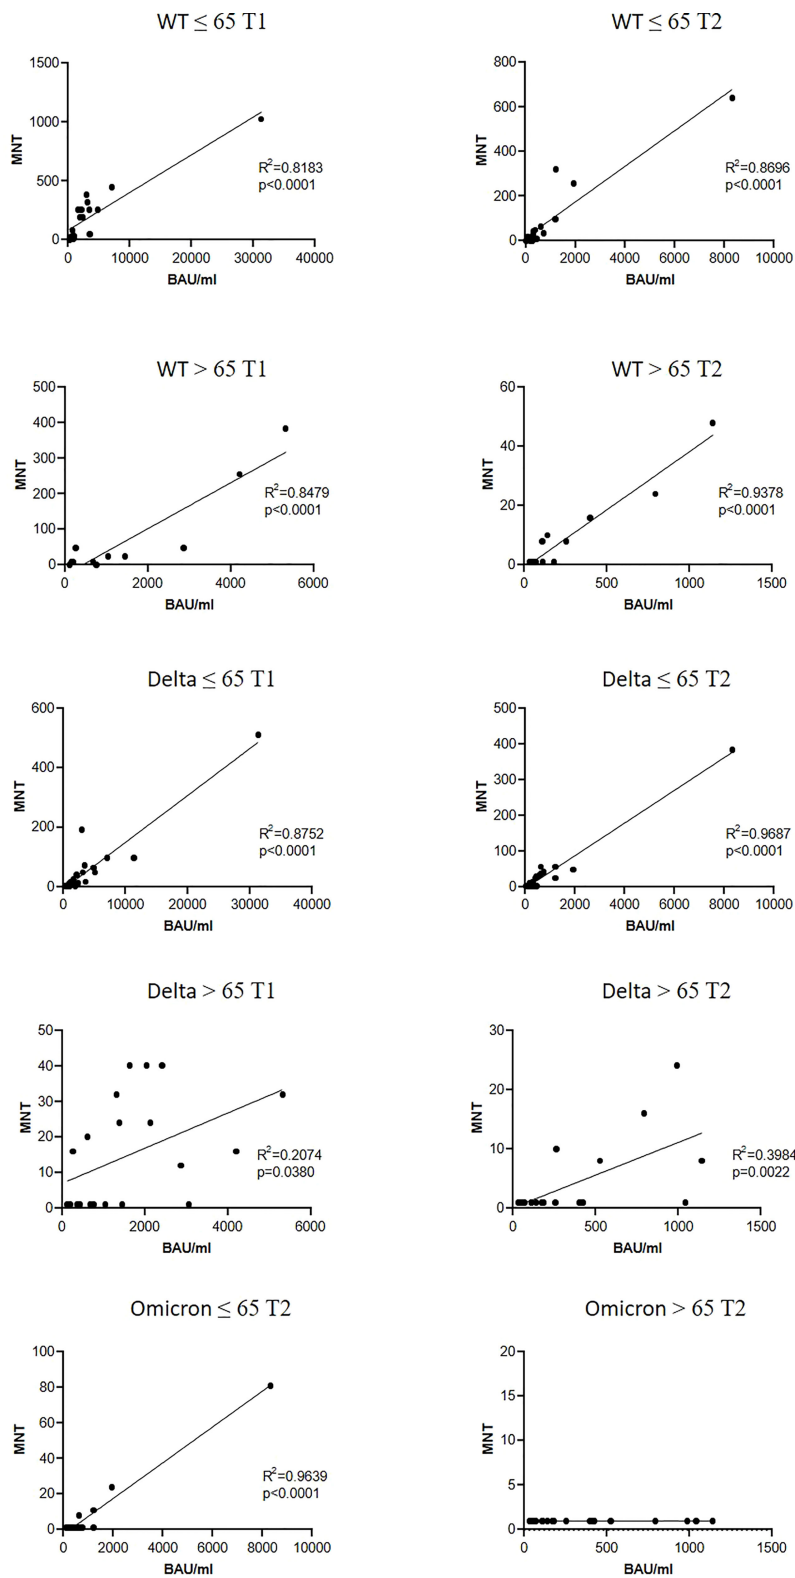 WT ≤ 65 T1
WT ≤ 65 T2
1500
1000
500
0
MNT
R²=0.8183
p<0.0001
0 10000 20000 30000 40000
BAU/ml
800
600
400
200
0
MNT
R²=0.8696
p<0.0001
0 2000 4000 6000 8000 10000
BAU/ml
WT > 65 T1
WT > 65 T2
500
400
300
200
100
0
MNT
R²=0.8479
p<0.0001
0 2000 4000 6000
BAU/ml
60
40
20
0
MNT
R²=0.9378
p<0.0001
0 500 1000 1500
BAU/ml
Delta ≤ 65 T1
Delta ≤ 65 T2
600
400
200
0
MNT
R²=0.8752
p<0.0001
0 10000 20000 30000 40000
BAU/ml
500
400
300
200
100
0
MNT
R²=0.9687
p<0.0001
0 2000 4000 6000 8000 10000
BAU/ml
Delta > 65 T1
Delta > 65 T2
50
40
30
20
10
0
MNT
R²=0.2074
p=0.0380
0 2000 4000 6000
BAU/ml
30
20
10
0
MNT
R²=0.3984
p=0.0022
0 500 1000 1500
BAU/ml
Omicron ≤ 65 T2
Omicron > 65 T2
100
80
60
40
20
0
MNT
R²=0.9639
p<0.0001
0 2000 4000 6000 8000 10000
BAU/ml
20
15
10
5
0
MNT
0 500 1000 1500
BAU/ml